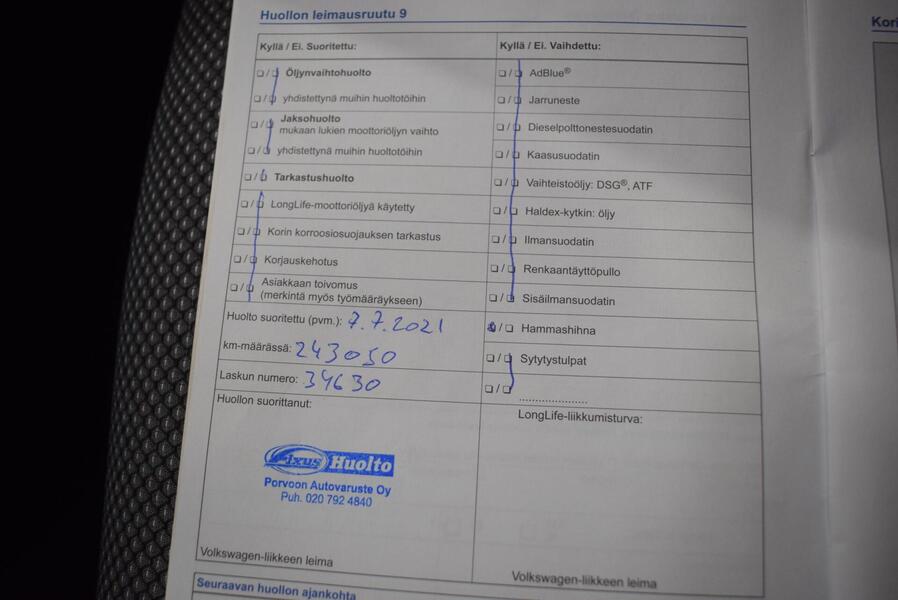 Huollon leimausruutu 9
Kyllä / Ei. Suoritettu:
Öljynvaihtohuolto
yhdistettynä muihin huoltotöihin
Jaksohuolto
mukaan lukien moottoriöljyn vaihto
yhdistettynä muihin huoltotöihin
Tarkastushuolto
LongLife-moottoriöljyä käytetty
Korin korroosiosuojauksen tarkastus
Korjauskehotus
Asiakkaan toivomus
(merkintä myös työmääräykseen)
Huolto suoritettu (pvm.): 7.7.2021
km-määrässä: 243050
Laskun numero: 34630
Huollon suorittanut:
Fixus Huolto
Porvoon Autovaruste Oy
Puh. 020 792 4840
Volkswagen-liikkeen leima
Kyllä / Ei. Vaihdettu:
AdBlue®
Jarruneste
Dieselpolttonestesuodatin
Kaasusuodatin
Vaihteistoöljy: DSG®, ATF
Haldex-kytkin: öljy
Ilmansuodatin
Renkaantäyttöpullo
Sisäilmansuodatin
Hammashihna
Sytytystulpat
LongLife-liikkumisturva:
Volkswagen-liikkeen leima
Seuraavan huollon ajankohta